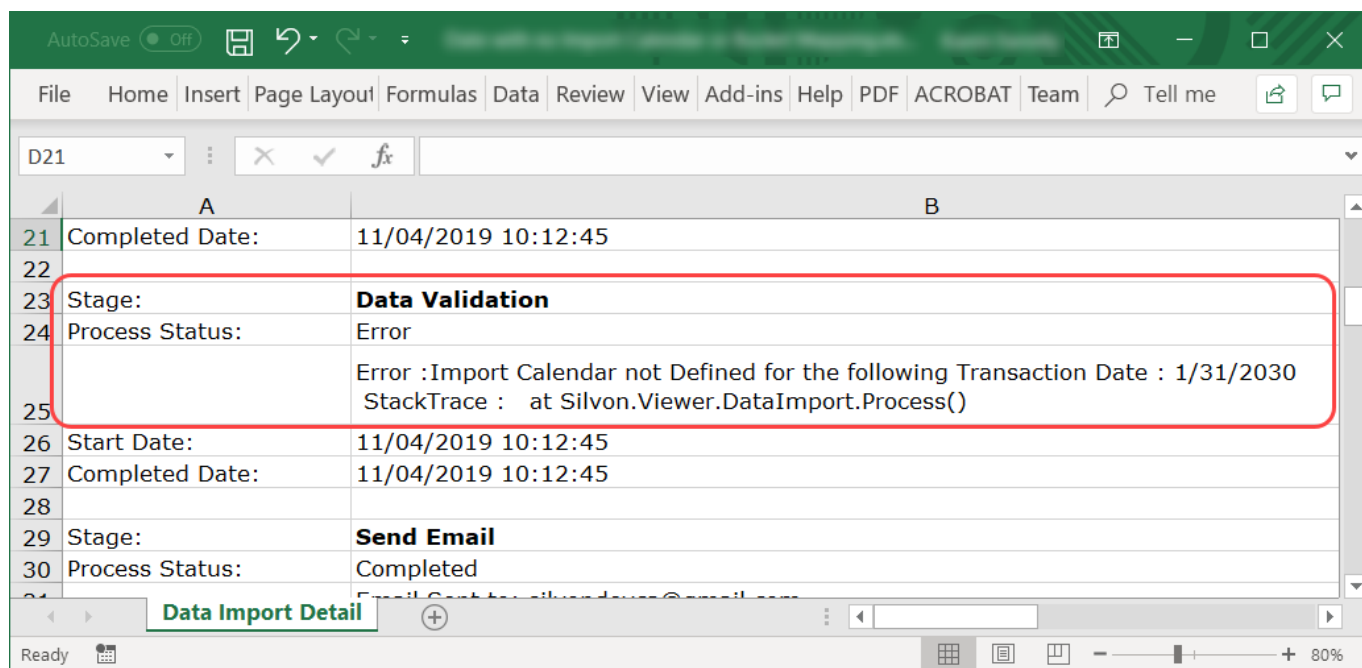 AutoSave Off
File Home Insert Page Layout Formulas Data Review View Add-ins Help PDF ACROBAT Team Tell me
D21 fx
A B
21 Completed Date: 11/04/2019 10:12:45
22
23 Stage: Data Validation
24 Process Status: Error
Error :Import Calendar not Defined for the following Transaction Date : 1/31/2030
25 StackTrace : at Silvon.Viewer.DataImport.Process()
26 Start Date: 11/04/2019 10:12:45
27 Completed Date: 11/04/2019 10:12:45
28
29 Stage: Send Email
30 Process Status: Completed
Data Import Detail
Ready 80%